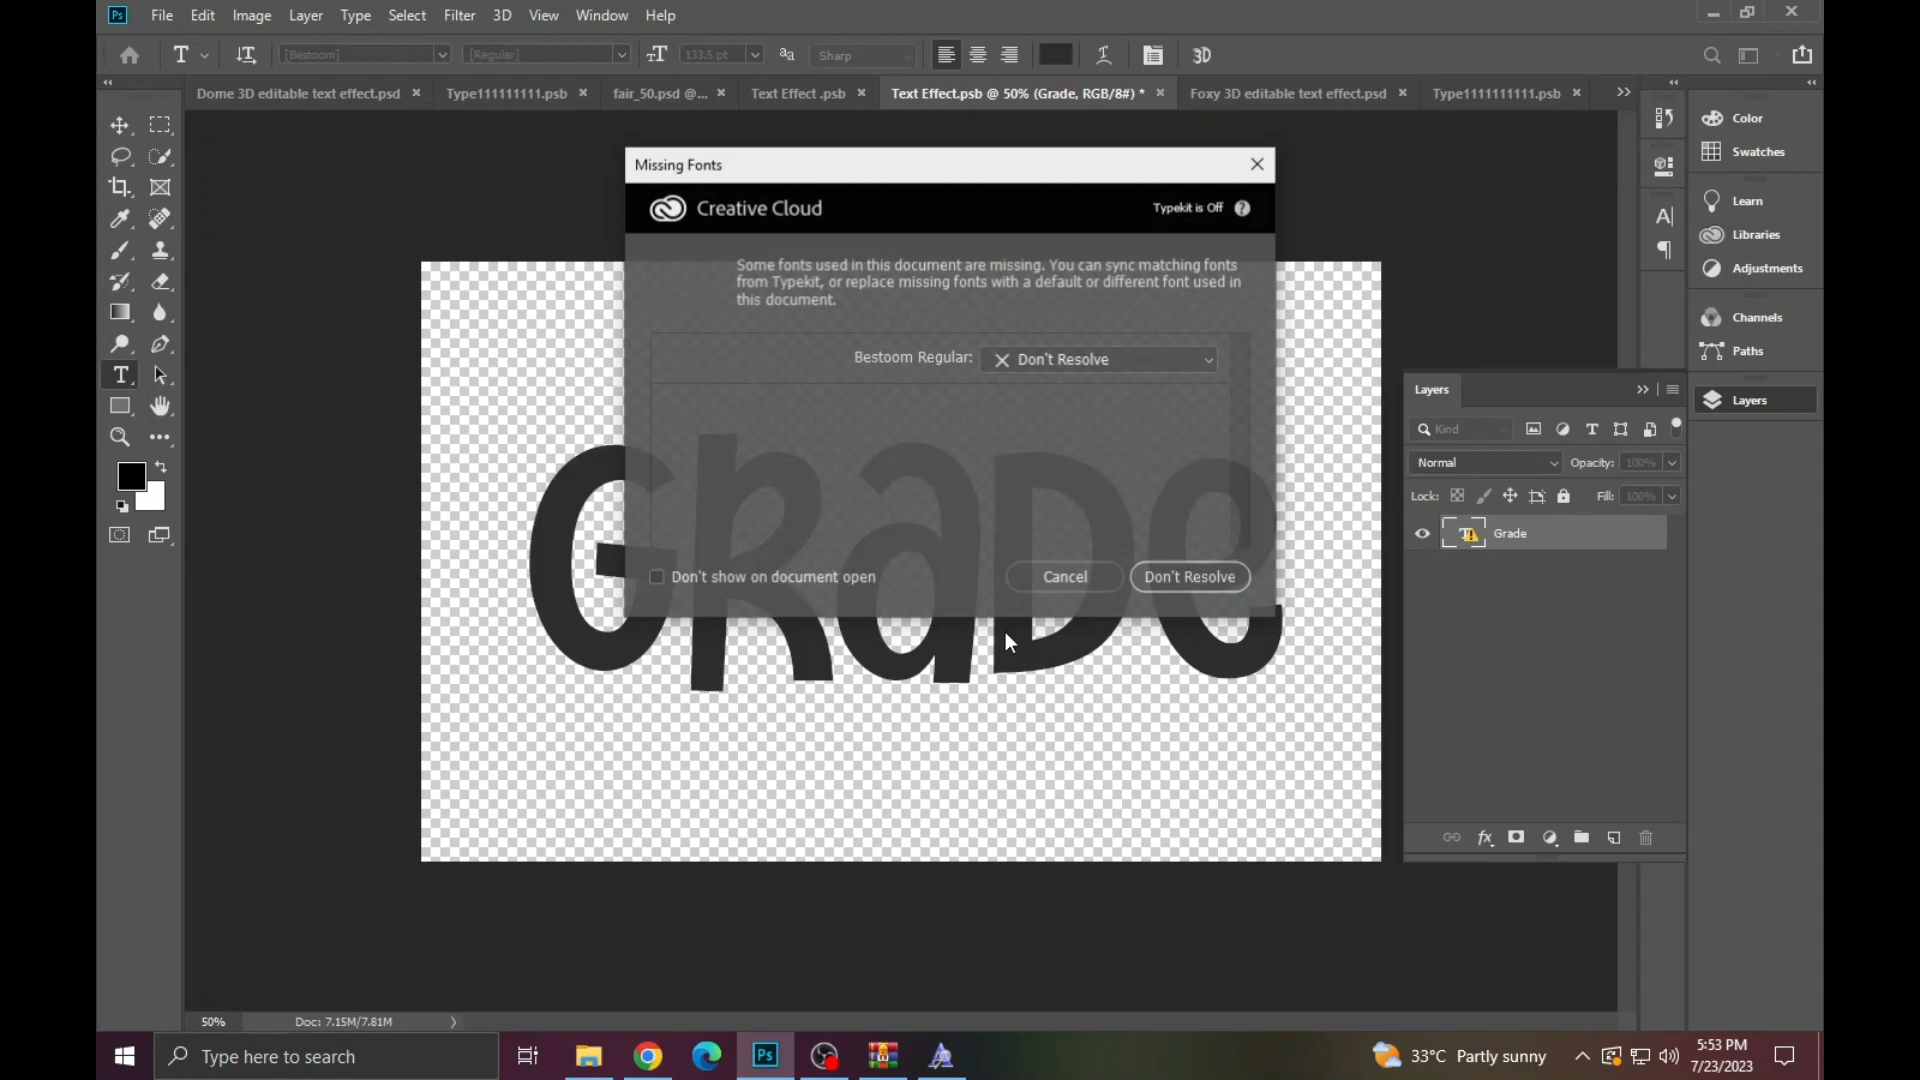 Ps File Edit Image Layer Type Select Filter 3D View Window Help
T [Bestoom] [Regular] 133.5 pt aa Sharp 3D
Dome 3D editable text effect.psd Type111111111.psb fair_50.psd @... Text Effect .psb Text Effect.psb @ 50% (Grade, RGB/8#) * Foxy 3D editable text effect.psd Type1111111111.psb
Missing Fonts
Creative Cloud
Typekit is Off
Some fonts used in this document are missing. You can sync matching fonts
from Typekit, or replace missing fonts with a default or different font used in
this document.
Bestoom Regular: Don't Resolve
Don't show on document open
Cancel
Don't Resolve
GRaDe
Color
Swatches
Learn
Libraries
Adjustments
Channels
Paths
Layers
Layers
Kind
Normal Opacity: 100%
Lock: Fill: 100%
Grade
fx
50% Doc: 7.15M/7.81M
Type here to search
Ps
33°C Partly sunny
5:53 PM
7/23/2023